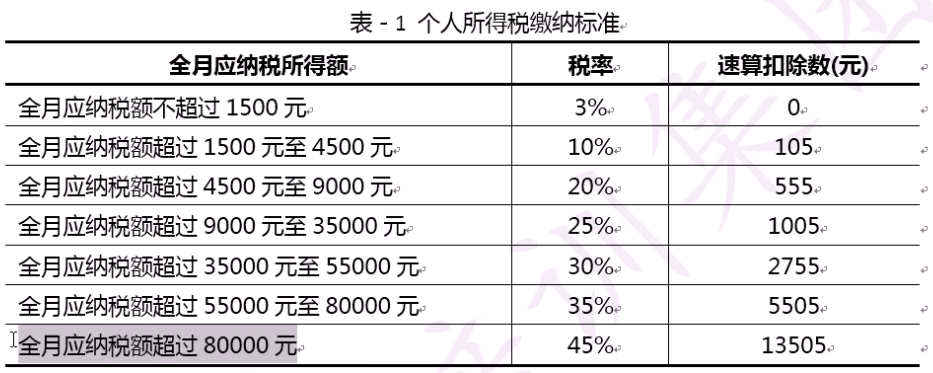 表 - 1 个人所得税缴纳标准
全月应纳税所得额 税率 速算扣除数(元)
全月应纳税额不超过 1500 元 3% 0
全月应纳税额超过 1500 元至 4500 元 10% 105
全月应纳税额超过 4500 元至 9000 元 20% 555
全月应纳税额超过 9000 元至 35000 元 25% 1005
全月应纳税额超过 35000 元至 55000 元 30% 2755
全月应纳税额超过 55000 元至 80000 元 35% 5505
全月应纳税额超过 80000 元 45% 13505
训集团